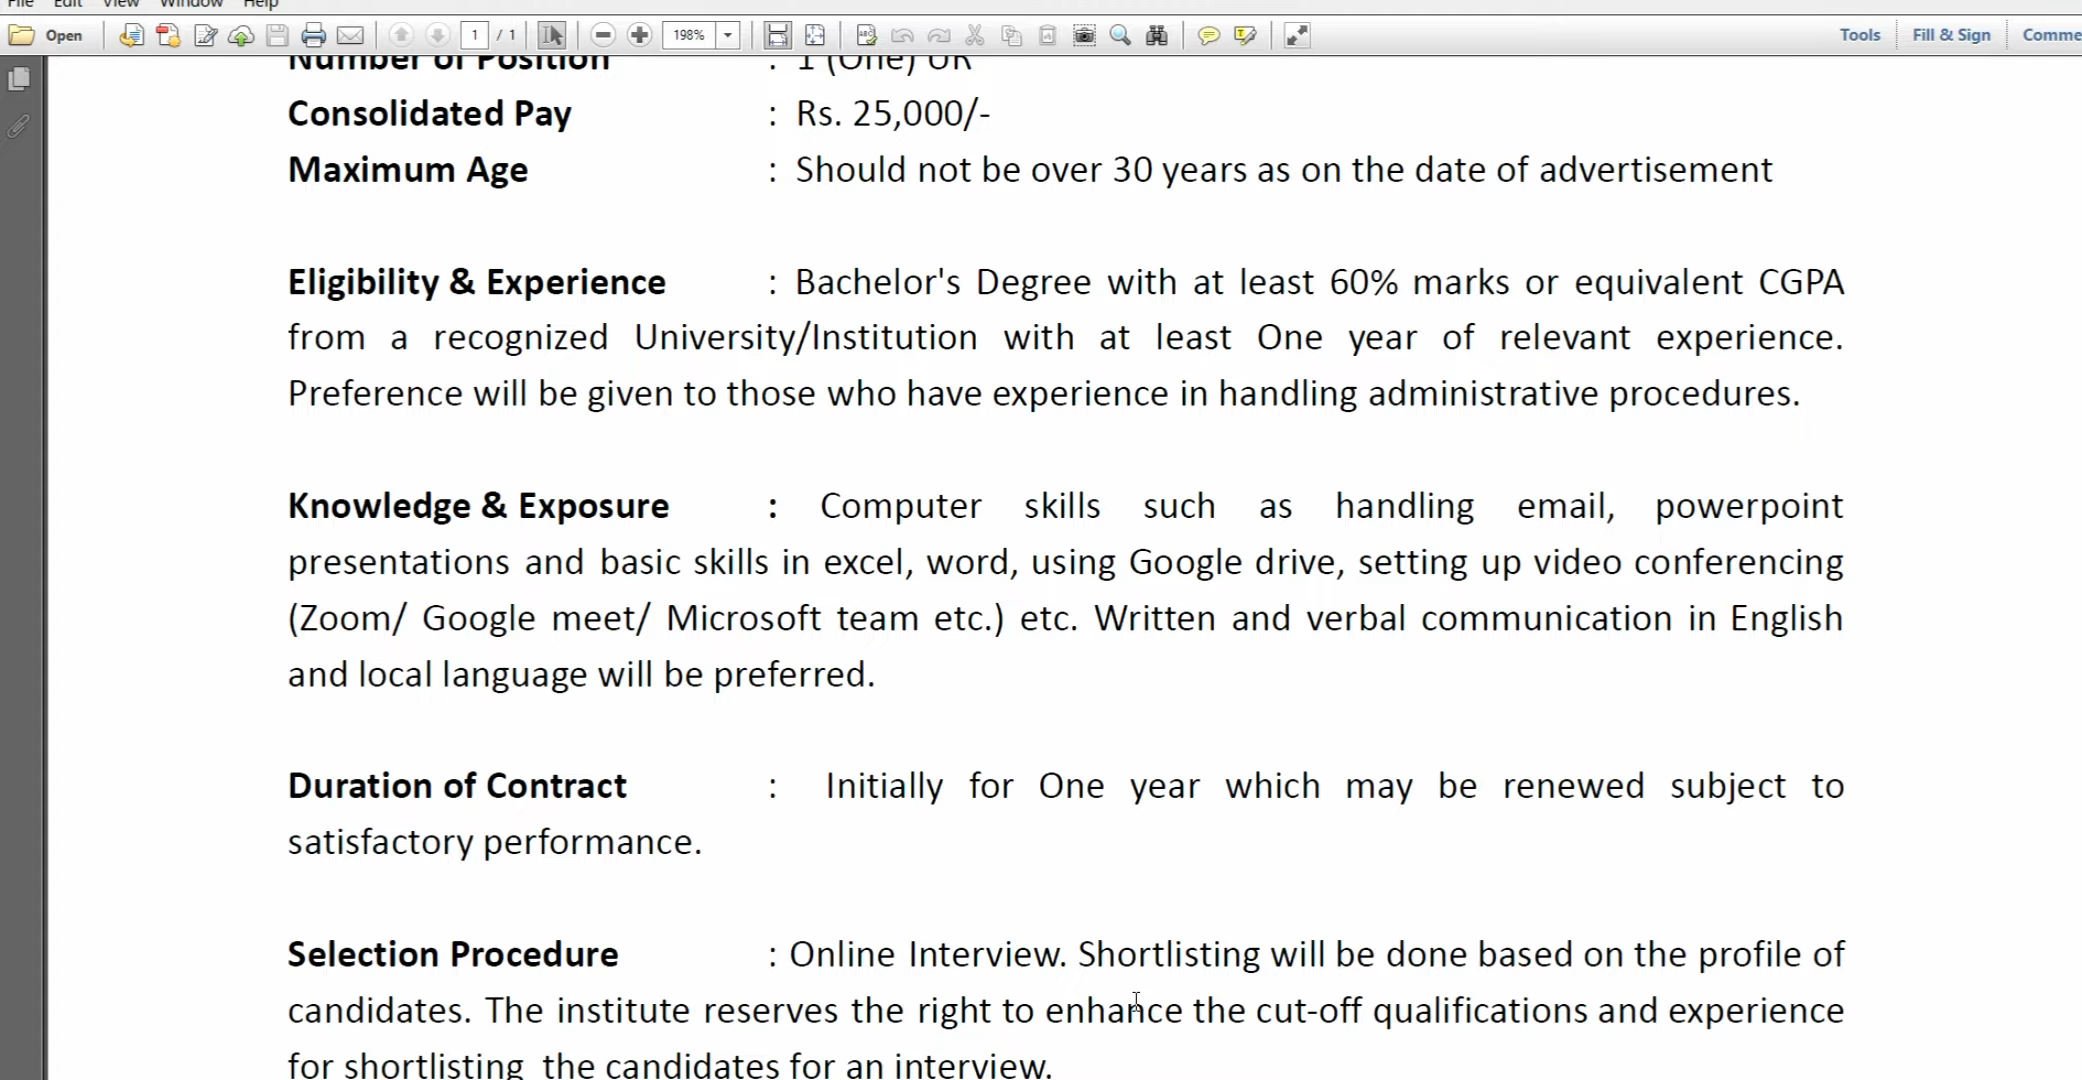 File Edit View Window Help
Open 1 / 1 198% Tools Fill & Sign Comme
Number of Position : 1 (One) UR
Consolidated Pay : Rs. 25,000/-
Maximum Age : Should not be over 30 years as on the date of advertisement
Eligibility & Experience : Bachelor's Degree with at least 60% marks or equivalent CGPA
from a recognized University/Institution with at least One year of relevant experience.
Preference will be given to those who have experience in handling administrative procedures.
Knowledge & Exposure : Computer skills such as handling email, powerpoint
presentations and basic skills in excel, word, using Google drive, setting up video conferencing
(Zoom/ Google meet/ Microsoft team etc.) etc. Written and verbal communication in English
and local language will be preferred.
Duration of Contract : Initially for One year which may be renewed subject to
satisfactory performance.
Selection Procedure : Online Interview. Shortlisting will be done based on the profile of
candidates. The institute reserves the right to enhance the cut-off qualifications and experience
for shortlisting the candidates for an interview.